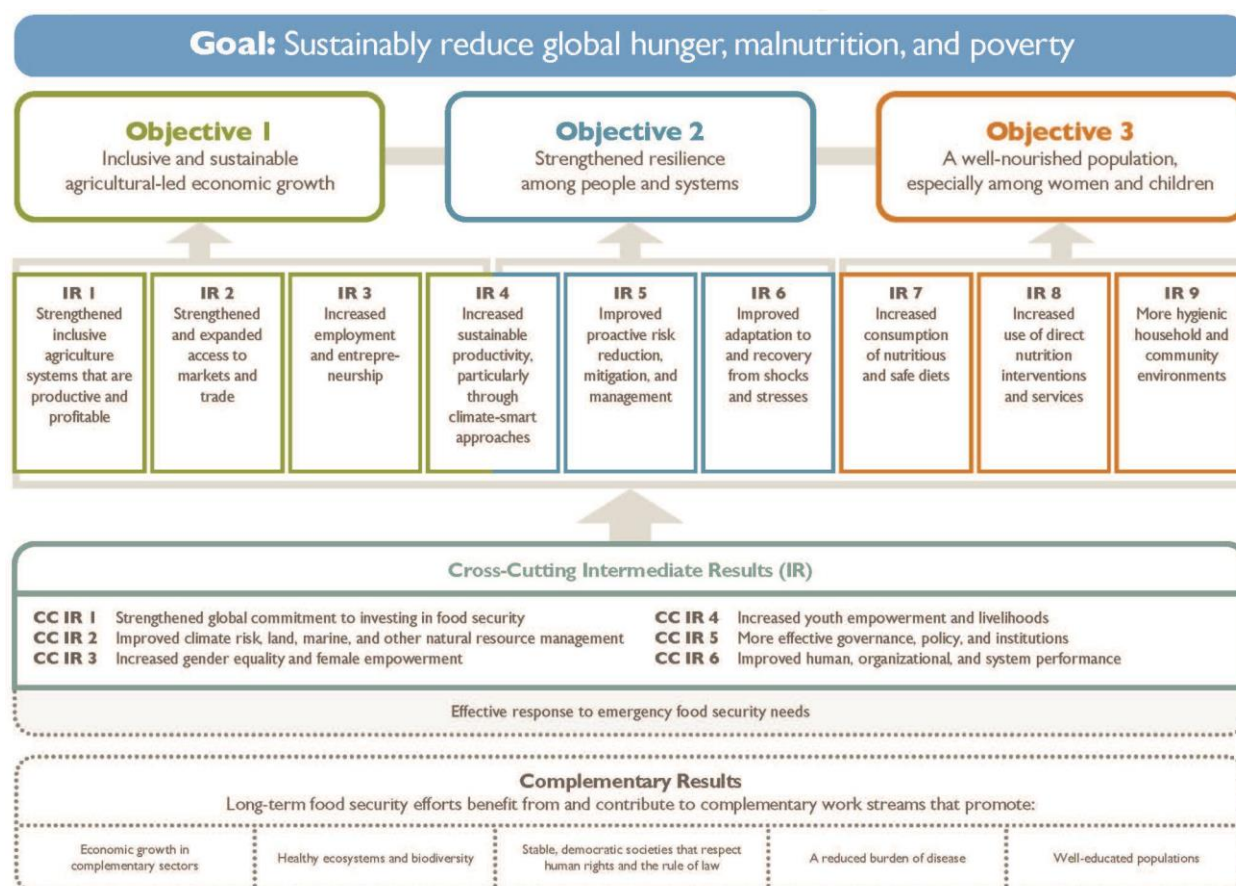 Goal: Sustainably reduce global hunger, malnutrition, and poverty
Objective 1
Inclusive and sustainable
agricultural-led economic growth
Objective 2
Strengthened resilience
among people and systems
Objective 3
A well-nourished population,
especially among women and children
IR 1
Strengthened
inclusive
agriculture
systems that are
productive and
profitable
IR 2
Strengthened
and expanded
access to
markets and
trade
IR 3
Increased
employment
and entrepre-
neurship
IR 4
Increased
sustainable
productivity,
particularly
through
climate-smart
approaches
IR 5
Improved
proactive risk
reduction,
mitigation, and
management
IR 6
Improved
adaptation to
and recovery
from shocks
and stresses
IR 7
Increased
consumption
of nutritious
and safe diets
IR 8
Increased
use of direct
nutrition
interventions
and services
IR 9
More hygienic
household and
community
environments
Cross-Cutting Intermediate Results (IR)
CC IR 1 Strengthened global commitment to investing in food security
CC IR 2 Improved climate risk, land, marine, and other natural resource management
CC IR 3 Increased gender equality and female empowerment
CC IR 4 Increased youth empowerment and livelihoods
CC IR 5 More effective governance, policy, and institutions
CC IR 6 Improved human, organizational, and system performance
Effective response to emergency food security needs
Complementary Results
Long-term food security efforts benefit from and contribute to complementary work streams that promote:
Economic growth in
complementary sectors
Healthy ecosystems and biodiversity
Stable, democratic societies that respect
human rights and the rule of law
A reduced burden of disease
Well-educated populations